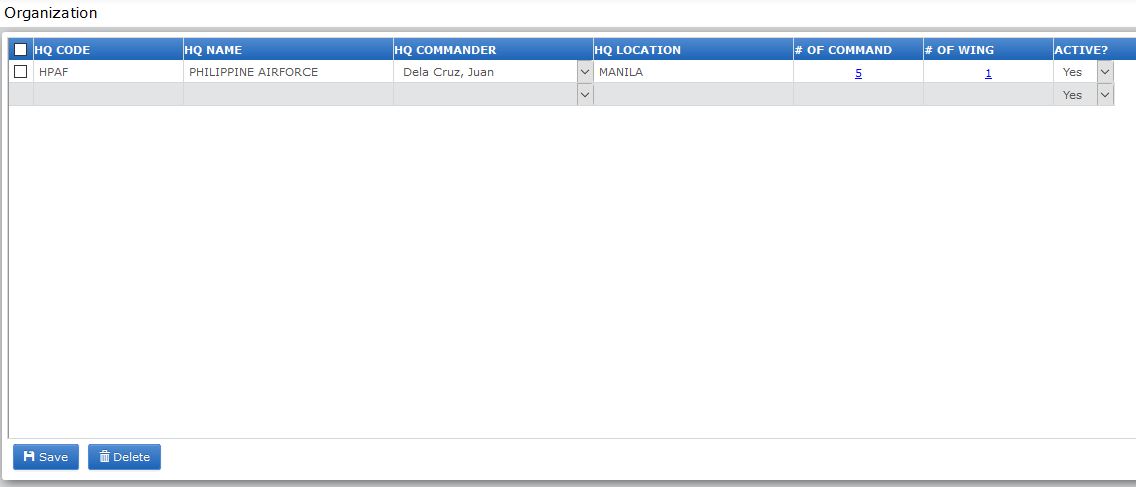 Organization
HQ CODE HQ NAME HQ COMMANDER HQ LOCATION # OF COMMAND # OF WING ACTIVE?
HPAF PHILIPPINE AIRFORCE Dela Cruz, Juan MANILA 5 1 Yes
Yes
Save Delete